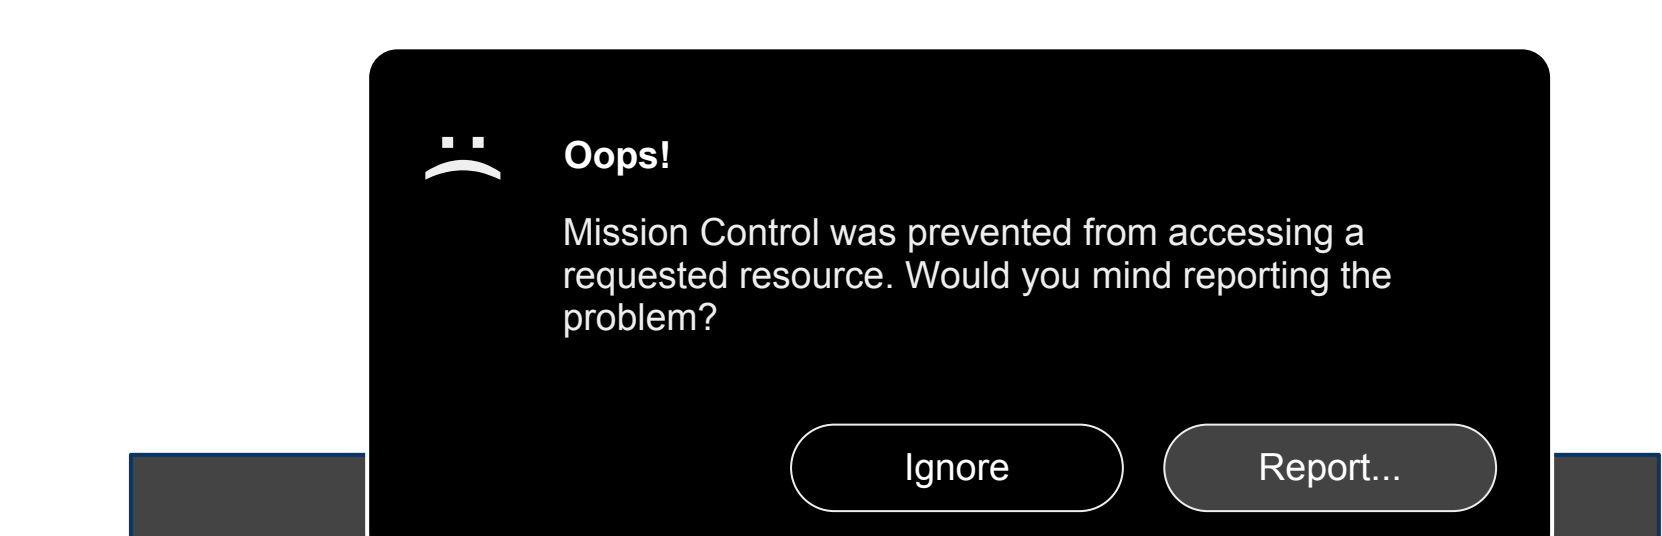 Oops!
Mission Control was prevented from accessing a
requested resource. Would you mind reporting the
problem?
Ignore
Report...